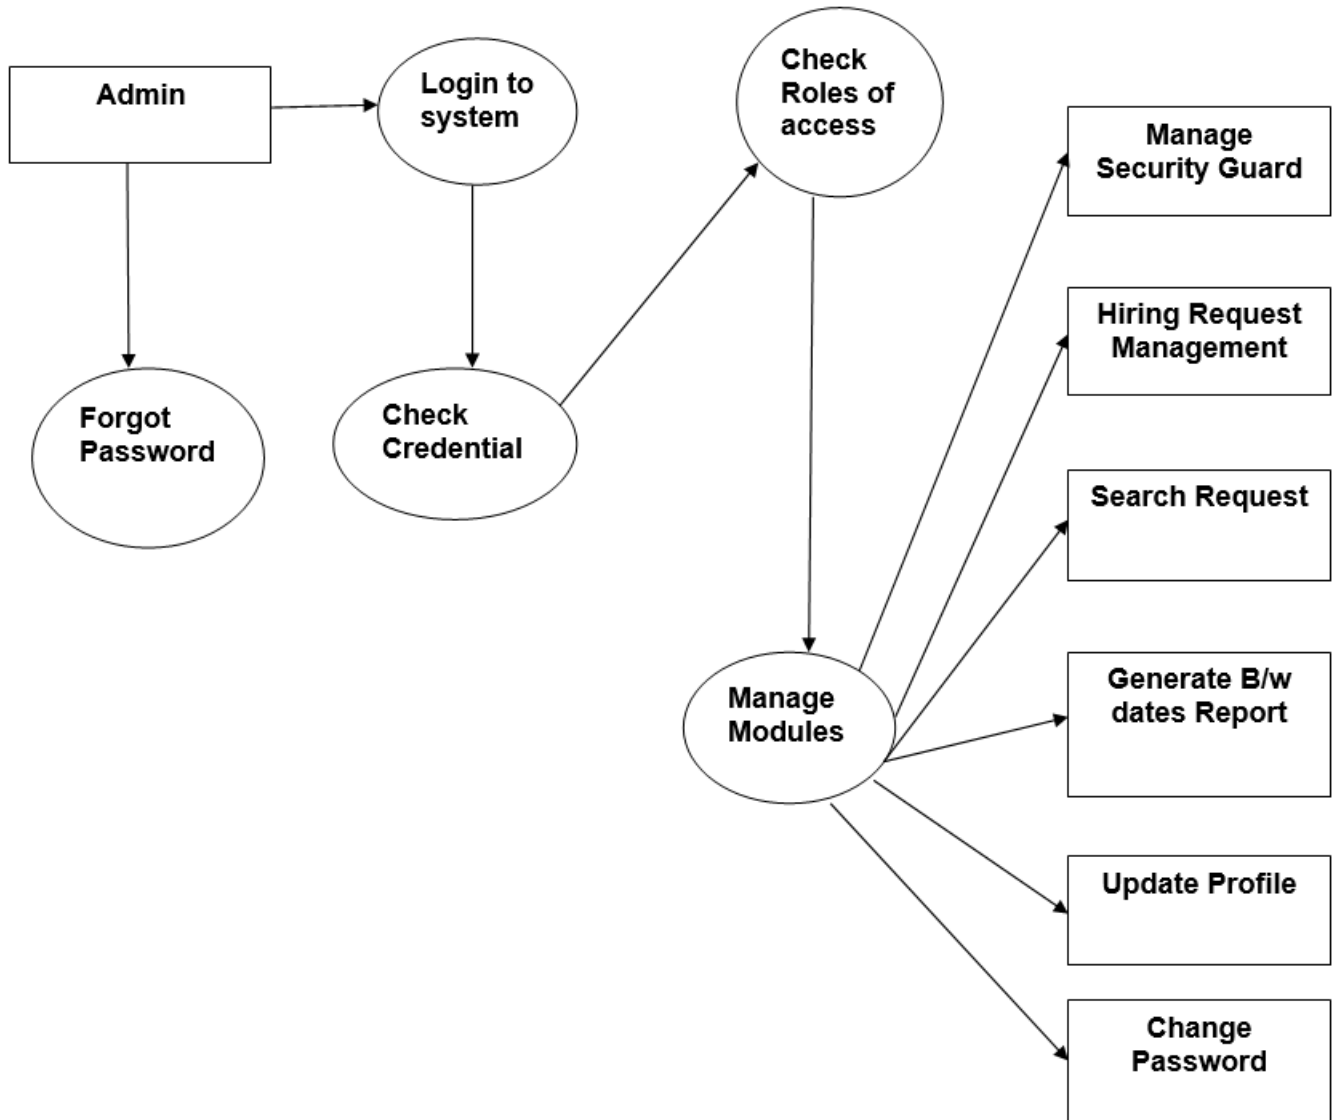 Admin
Login to
system
Check
Roles of
access
Forgot
Password
Check
Credential
Manage
Modules
Manage
Security Guard
Hiring Request
Management
Search Request
Generate B/w
dates Report
Update Profile
Change
Password